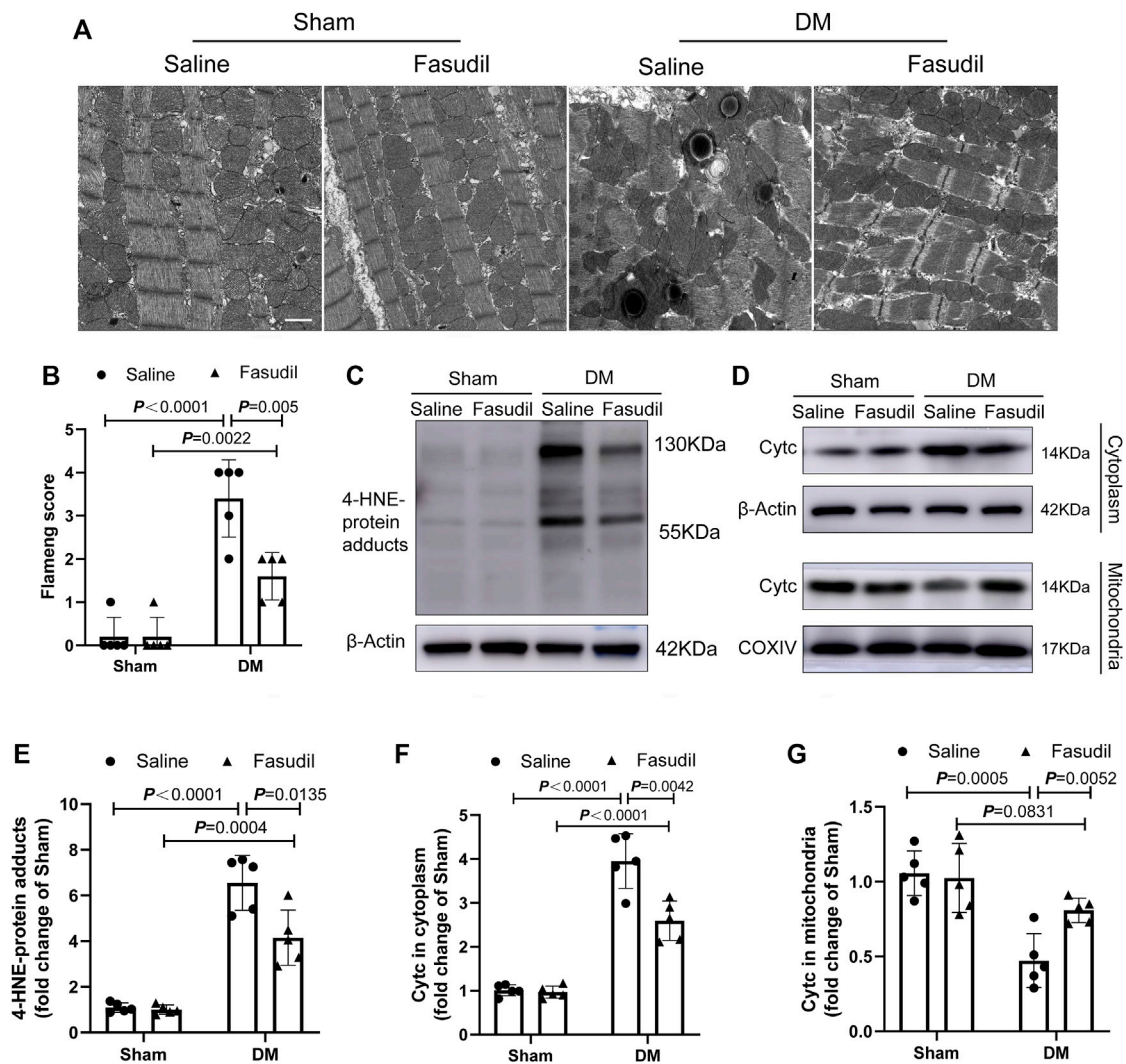 A
Sham
DM
Saline
Fasudil
Saline
Fasudil
B
Saline
Fasudil
P<0.0001
P=0.005
P=0.0022
Flameng score
5
4
3
2
1
0
Sham
DM
C
Sham
DM
Saline Fasudil Saline Fasudil
4-HNE-
protein
adducts
130KDa
55KDa
β-Actin
42KDa
D
Sham
DM
Saline Fasudil Saline Fasudil
Cytc
14KDa
β-Actin
42KDa
Cytoplasm
Cytc
14KDa
COXIV
17KDa
Mitochondria
E
Saline
Fasudil
P<0.0001
P=0.0135
P=0.0004
4-HNE-protein adducts
(fold change of Sham)
10
8
6
4
2
0
Sham
DM
F
Saline
Fasudil
P<0.0001
P=0.0042
P<0.0001
Cytc in cytoplasm
(fold change of Sham)
5
4
3
2
1
0
Sham
DM
G
Saline
Fasudil
P=0.0005
P=0.0052
P=0.0831
Cytc in mitochondria
(fold change of Sham)
1.5
1.0
0.5
0.0
Sham
DM